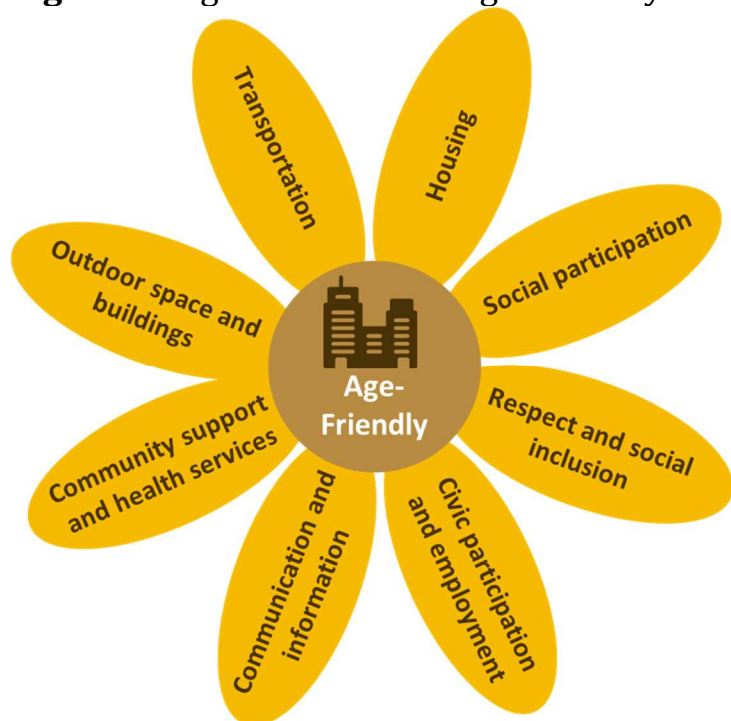 Transportation
Housing
Social participation
Respect and social
inclusion
Civic participation
and employment
Communication and
information
Community support
and health services
Outdoor space and
buildings
Age-
Friendly